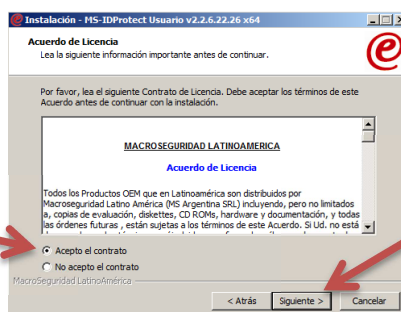 Instalación - MS-IDProtect Usuario v2.2.6.22.26 x64
Acuerdo de Licencia
Lea la siguiente información importante antes de continuar.
Por favor, lea el siguiente Contrato de Licencia. Debe aceptar los términos de este
Acuerdo antes de continuar con la instalación.
MACROSEGURIDAD LATINOAMERICA
Acuerdo de Licencia
Todos los Productos OEM que en Latinoamérica son distribuidos por
Macroseguridad Latino América (MS Argentina SRL) incluyendo, pero no limitados
a, copias de evaluación, diskettes, CD ROMs, hardware y documentación, y todas
las órdenes futuras , están sujetas a los términos de este Acuerdo. Si Ud. no está
Acepto el contrato
No acepto el contrato
MacroSeguridad LatinoAmérica
< Atrás
Siguiente >
Cancelar